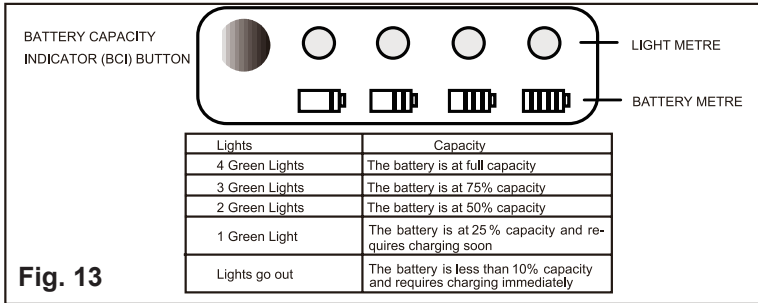 BATTERY CAPACITY
INDICATOR (BCI) BUTTON
LIGHT METRE
BATTERY METRE
Lights Capacity
4 Green Lights The battery is at full capacity
3 Green Lights The battery is at 75% capacity
2 Green Lights The battery is at 50% capacity
1 Green Light The battery is at 25 % capacity and re-
quires charging soon
Lights go out The battery is less than 10% capacity
and requires charging immediately
Fig. 13